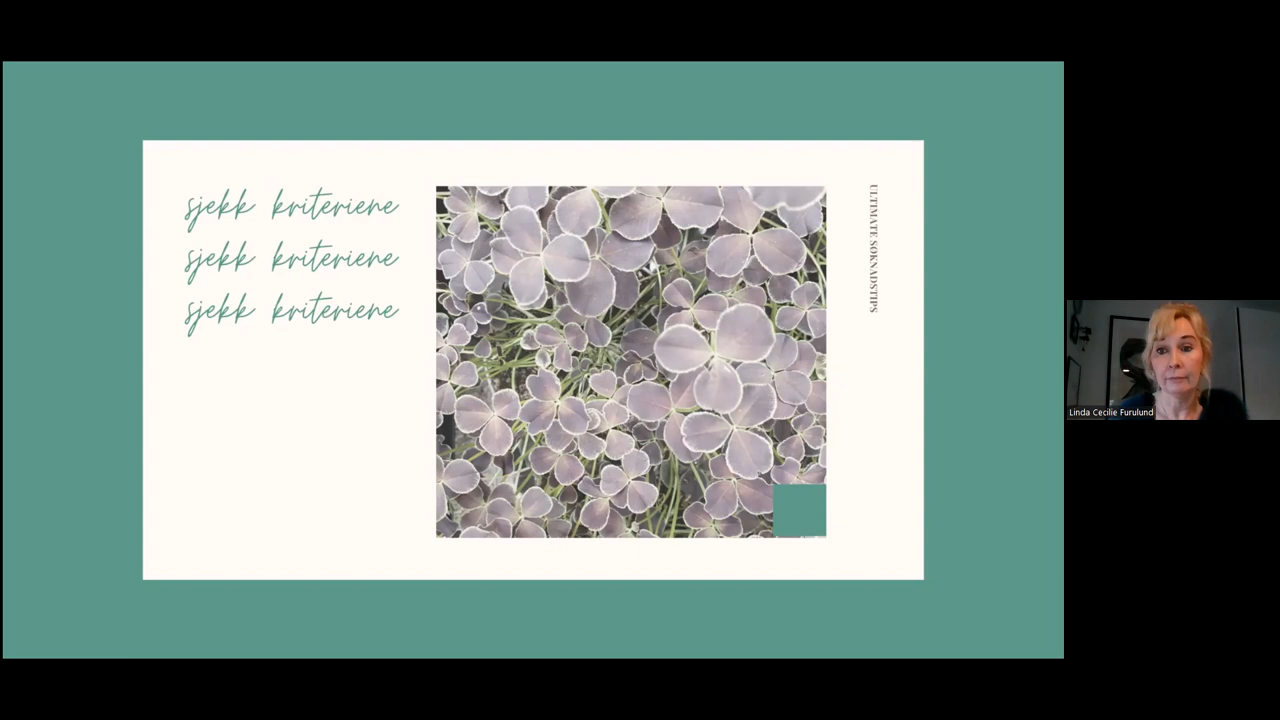 sjekk kriteriene
sjekk kriteriene
sjekk kriteriene
ULTIMATE SØKNADSTIPS
Linda Cecilie Furulund